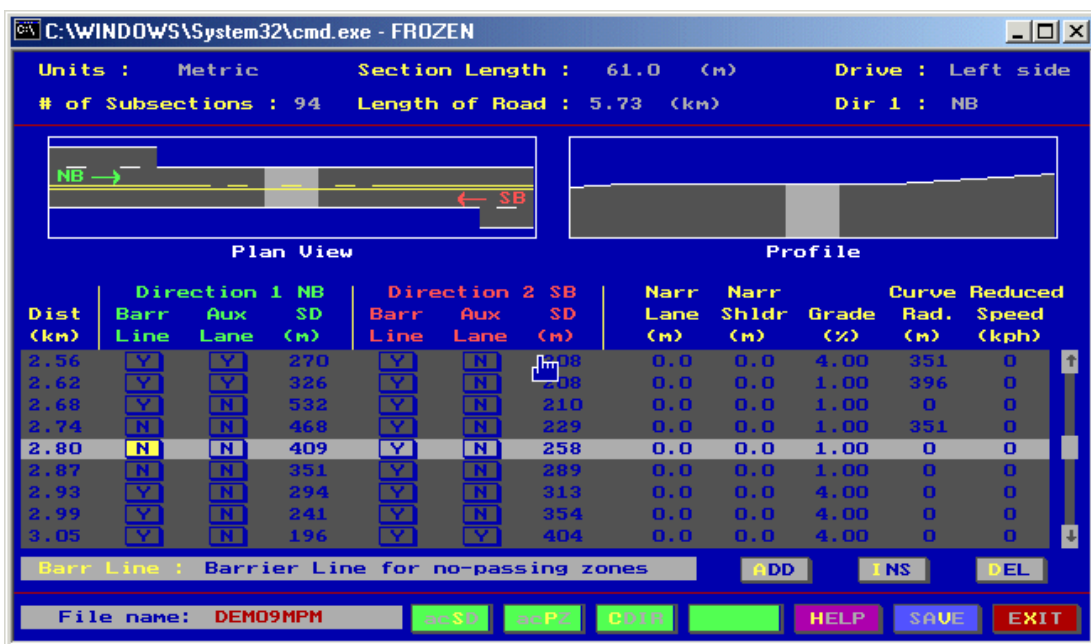 C:\WINDOWS\System32\cmd.exe - FROZEN
Units : Metric Section Length : 61.0 (m) Drive : Left side
# of Subsections : 94 Length of Road : 5.73 (km) Dir 1 : NB
NB
SB
Plan View Profile
Direction 1 NB Direction 2 SB Narr Narr Curve Reduced
Dist Barr Aux SD Barr Aux SD Lane Shldr Grade Rad. Speed
(km) Line Lane (m) Line Lane (m) (m) (m) (%) (m) (kph)
2.56 Y Y 270 Y N 0.0 0.0 4.00 351 0
2.62 Y Y 326 Y N 208 0.0 0.0 1.00 396 0
2.68 Y N 532 Y N 210 0.0 0.0 1.00 0 0
2.74 N N 468 Y N 229 0.0 0.0 1.00 351 0
2.80 N N 409 Y N 258 0.0 0.0 1.00 0 0
2.87 N N 351 N N 289 0.0 0.0 1.00 0 0
2.93 Y N 294 Y N 313 0.0 0.0 4.00 0 0
2.99 Y N 241 Y N 354 0.0 0.0 4.00 0 0
3.05 Y N 196 Y Y 404 0.0 0.0 4.00 0 0
Barr Line : Barrier Line for no-passing zones ADD INS DEL
File name: DEMO9MPM acSD acPZ CDIR HELP SAVE EXIT